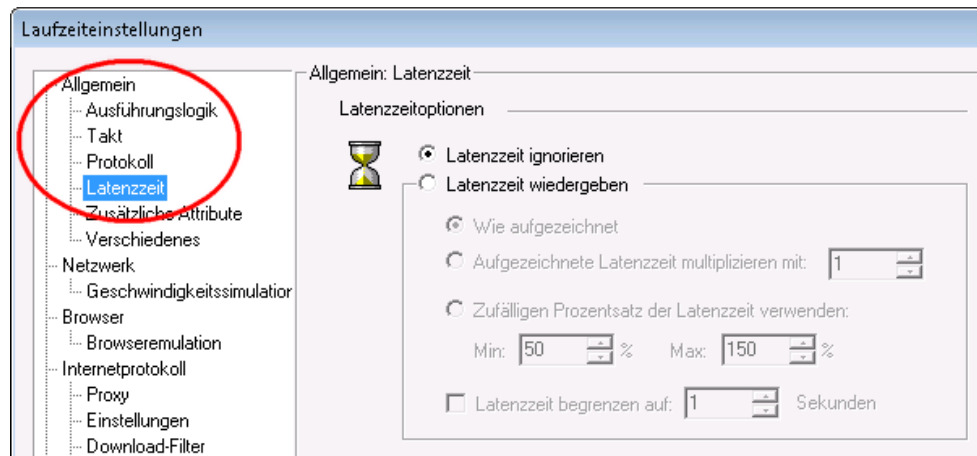 Laufzeiteinstellungen
Allgemein
Ausführungslogik
Takt
Protokoll
Latenzzeit
Zusätzliche Attribute
Verschiedenes
Netzwerk
Geschwindigkeitssimulation
Browser
Browseremulation
Internetprotokoll
Proxy
Einstellungen
Download-Filter
Allgemein: Latenzzeit
Latenzzeitoptionen
Latenzzeit ignorieren
Latenzzeit wiedergeben
Wie aufgezeichnet
Aufgezeichnete Latenzzeit multiplizieren mit: 1
Zufälligen Prozentsatz der Latenzzeit verwenden:
Min: 50 % Max: 150 %
Latenzzeit begrenzen auf: 1 Sekunden